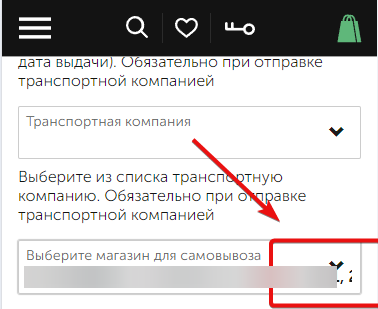 дата выдачи). Обязательно при отправке
транспортной компанией
Транспортная компания
Выберите из списка транспортную
компанию. Обязательно при отправке
транспортной компанией
Выберите магазин для самовывоза